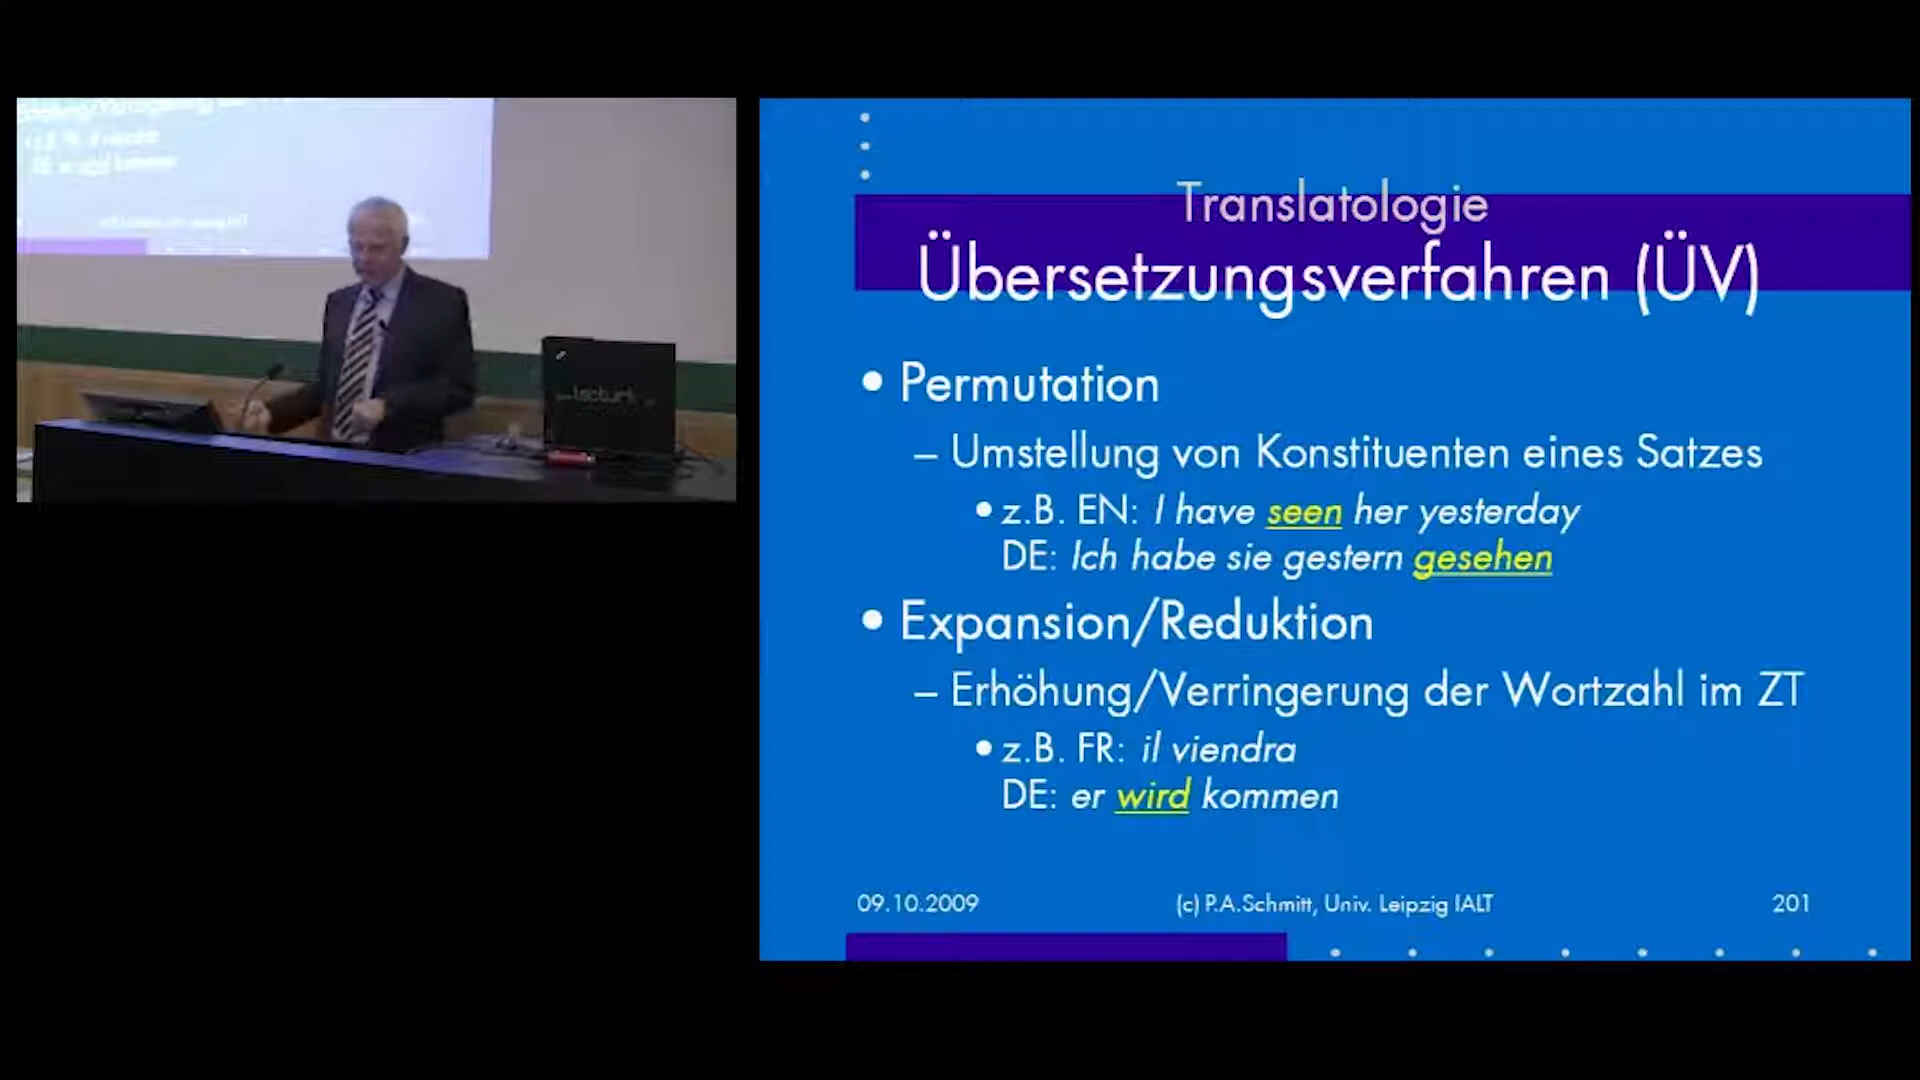 Translatologie
Übersetzungsverfahren (ÜV)
• Permutation
– Umstellung von Konstituenten eines Satzes
• z.B. EN: I have seen her yesterday
DE: Ich habe sie gestern gesehen
• Expansion/Reduktion
– Erhöhung/Verringerung der Wortzahl im ZT
• z.B. FR: il viendra
DE: er wird kommen
09.10.2009 (c) P.A.Schmitt, Univ. Leipzig IALT 201